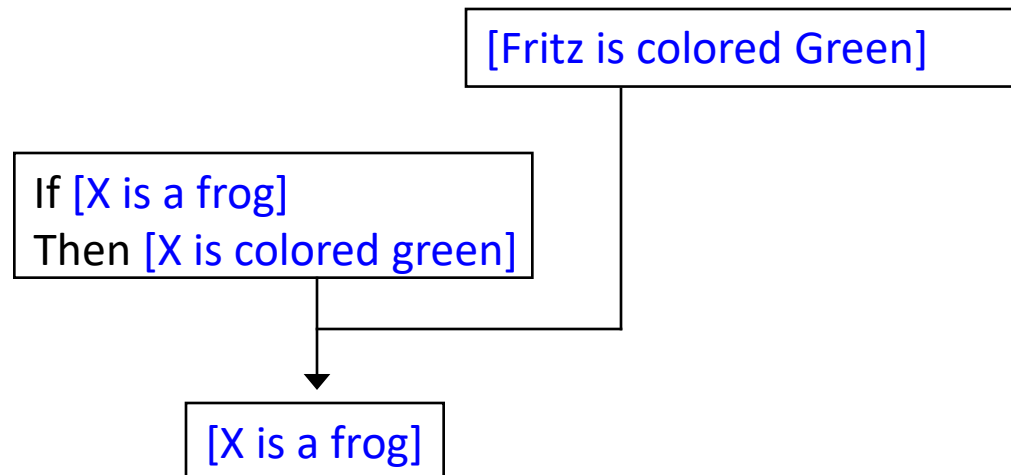 [Fritz is colored Green]
If [X is a frog]
Then [X is colored green]
[X is a frog]